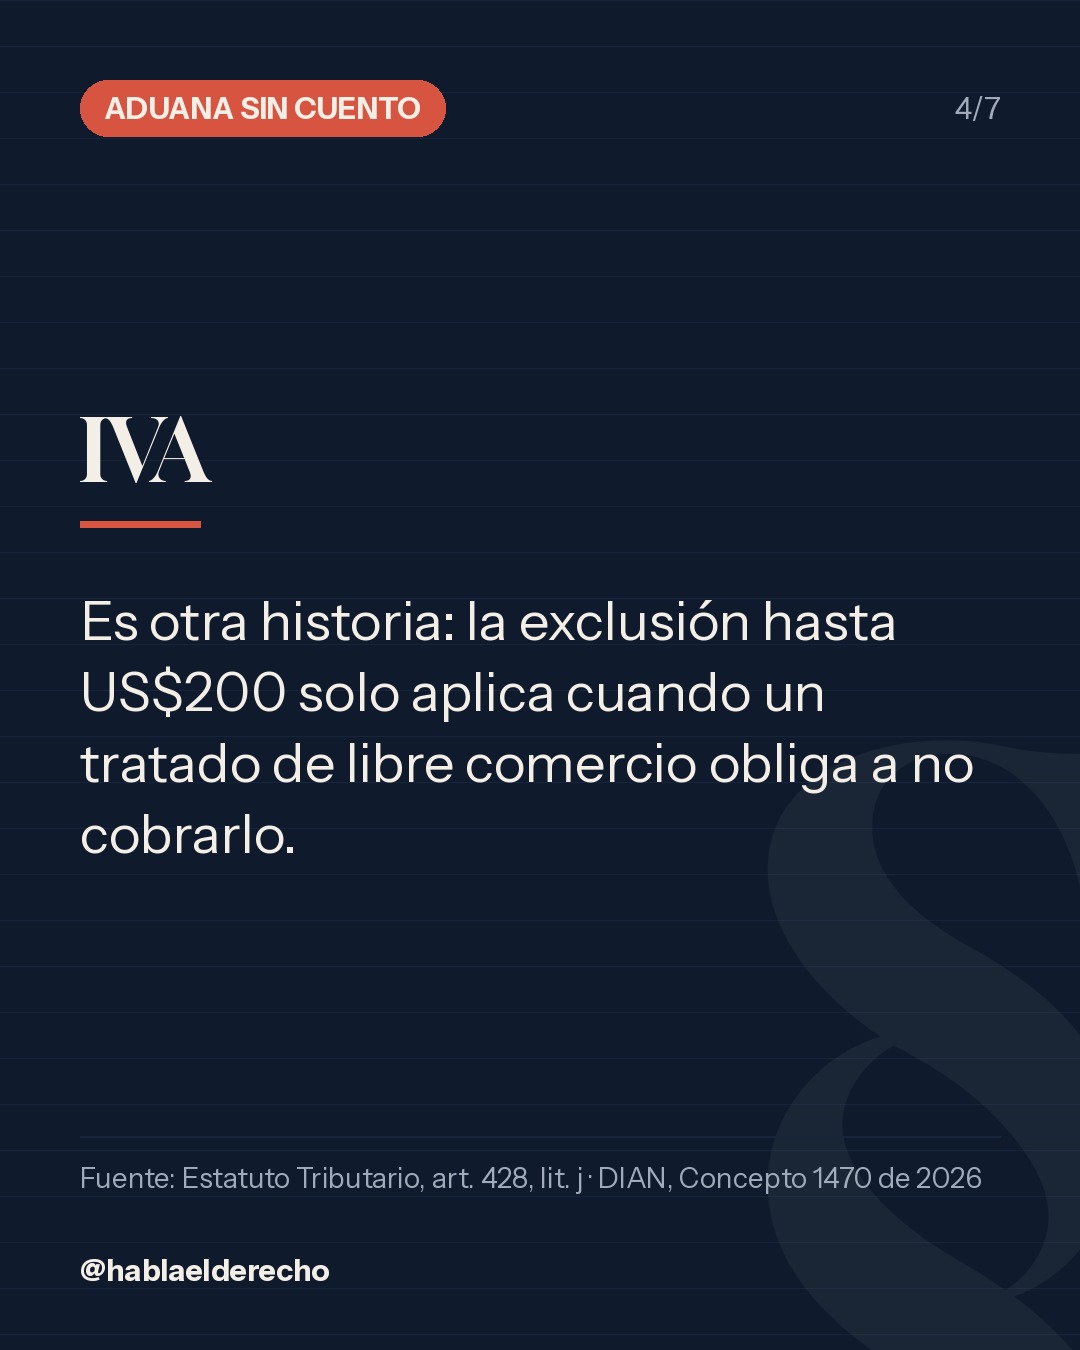 ADUANA SIN CUENTO
4/7
IVA
Es otra historia: la exclusión hasta
US$200 solo aplica cuando un
tratado de libre comercio obliga a no
cobrarlo.
Fuente: Estatuto Tributario, art. 428, lit. j · DIAN, Concepto 1470 de 2026
@hablaelderecho
§